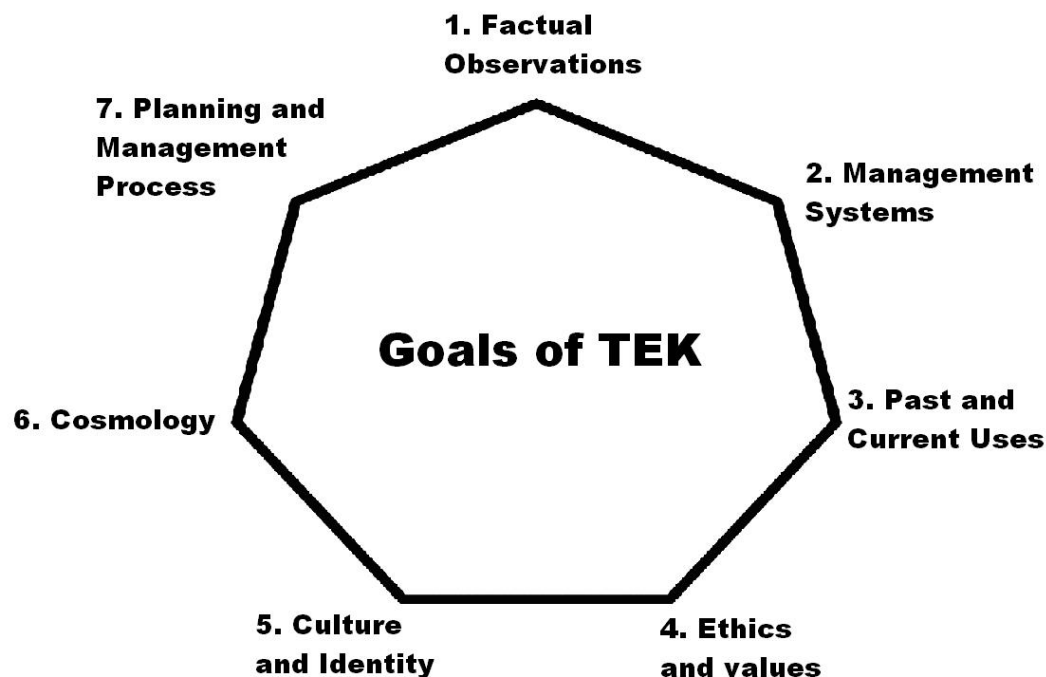 1. Factual
Observations
2. Management
Systems
3. Past and
Current Uses
4. Ethics
and values
5. Culture
and Identity
6. Cosmology
7. Planning and
Management
Process
Goals of TEK